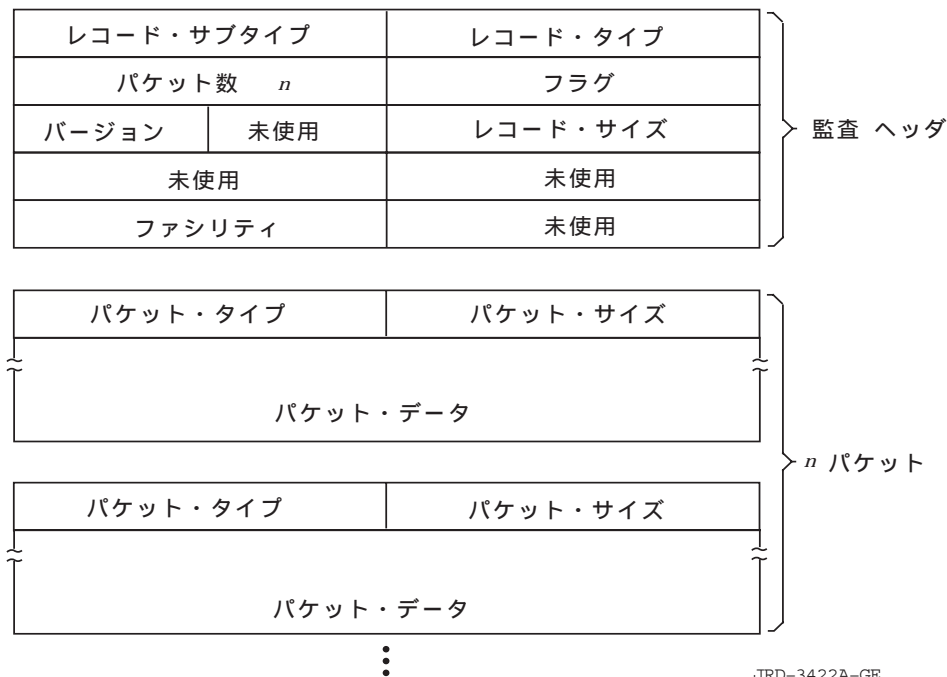 レコード・サブタイプ レコード・タイプ
パケット数 n フラグ
バージョン 未使用 レコード・サイズ
監査 ヘッダ
未使用 未使用
ファシリティ 未使用
パケット・タイプ パケット・サイズ
パケット・データ
n パケット
パケット・タイプ パケット・サイズ
パケット・データ
JRD-3422A-GE